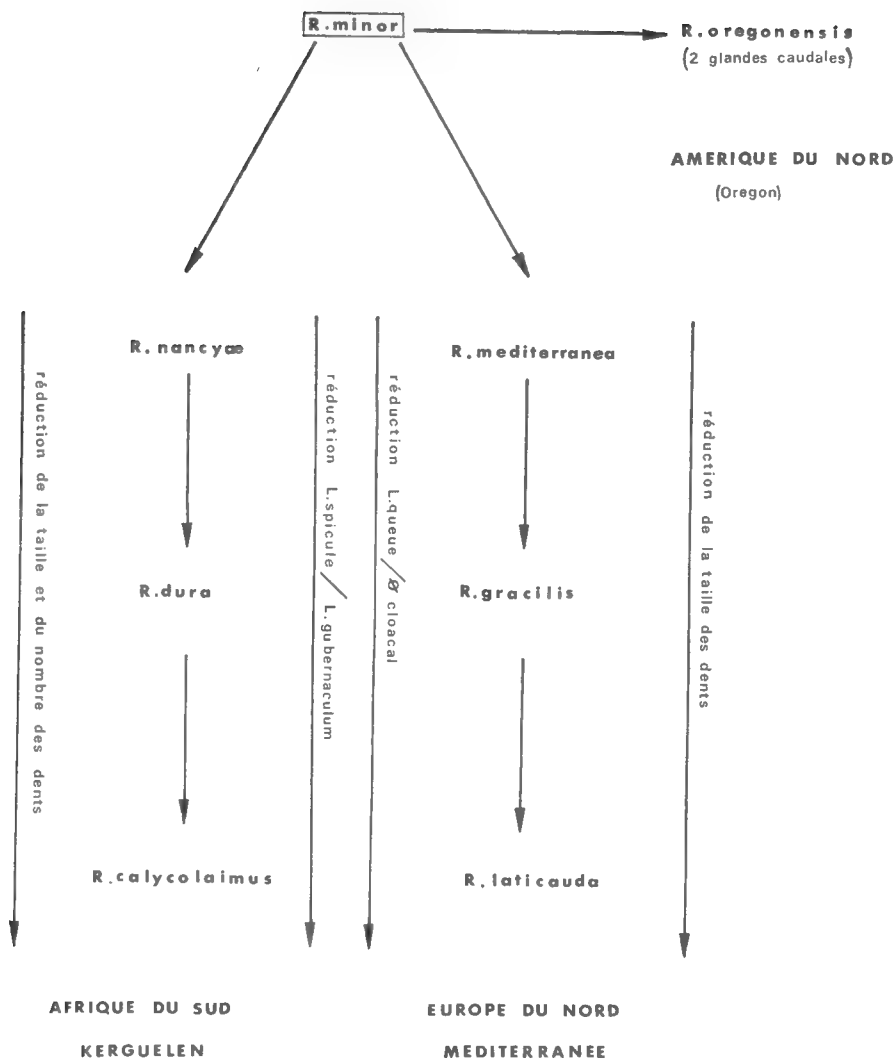 R.minor
R.oregonensis
(2 glandes caudales)
AMERIQUE DU NORD
(Oregon)
R.nancyæ
R.mediterranea
réduction de la taille et du nombre des dents
réduction L.spicule / L.gubernaculum
réduction L.queue / Ø cloacal
réduction de la taille des dents
R.dura
R.gracilis
R.calycolaimus
R.laticauda
AFRIQUE DU SUD
KERGUELEN
EUROPE DU NORD
MEDITERRANÉE